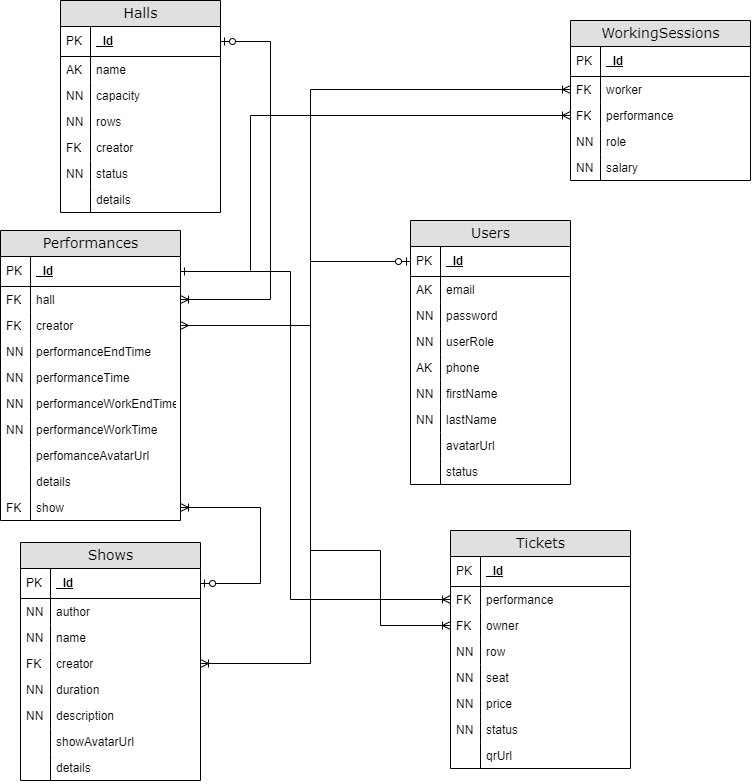 Halls
PK _Id
AK name
NN capacity
NN rows
FK creator
NN status
details
WorkingSessions
PK _Id
FK worker
FK performance
NN role
NN salary
Performances
PK _Id
FK hall
FK creator
NN performanceEndTime
NN performanceTime
NN performanceWorkEndTime
NN performanceWorkTime
perfomanceAvatarUrl
details
FK show
Users
PK _Id
AK email
NN password
NN userRole
AK phone
NN firstName
NN lastName
avatarUrl
status
Shows
PK _Id
NN author
NN name
FK creator
NN duration
NN description
showAvatarUrl
details
Tickets
PK _Id
FK performance
FK owner
NN row
NN seat
NN price
NN status
qrUrl